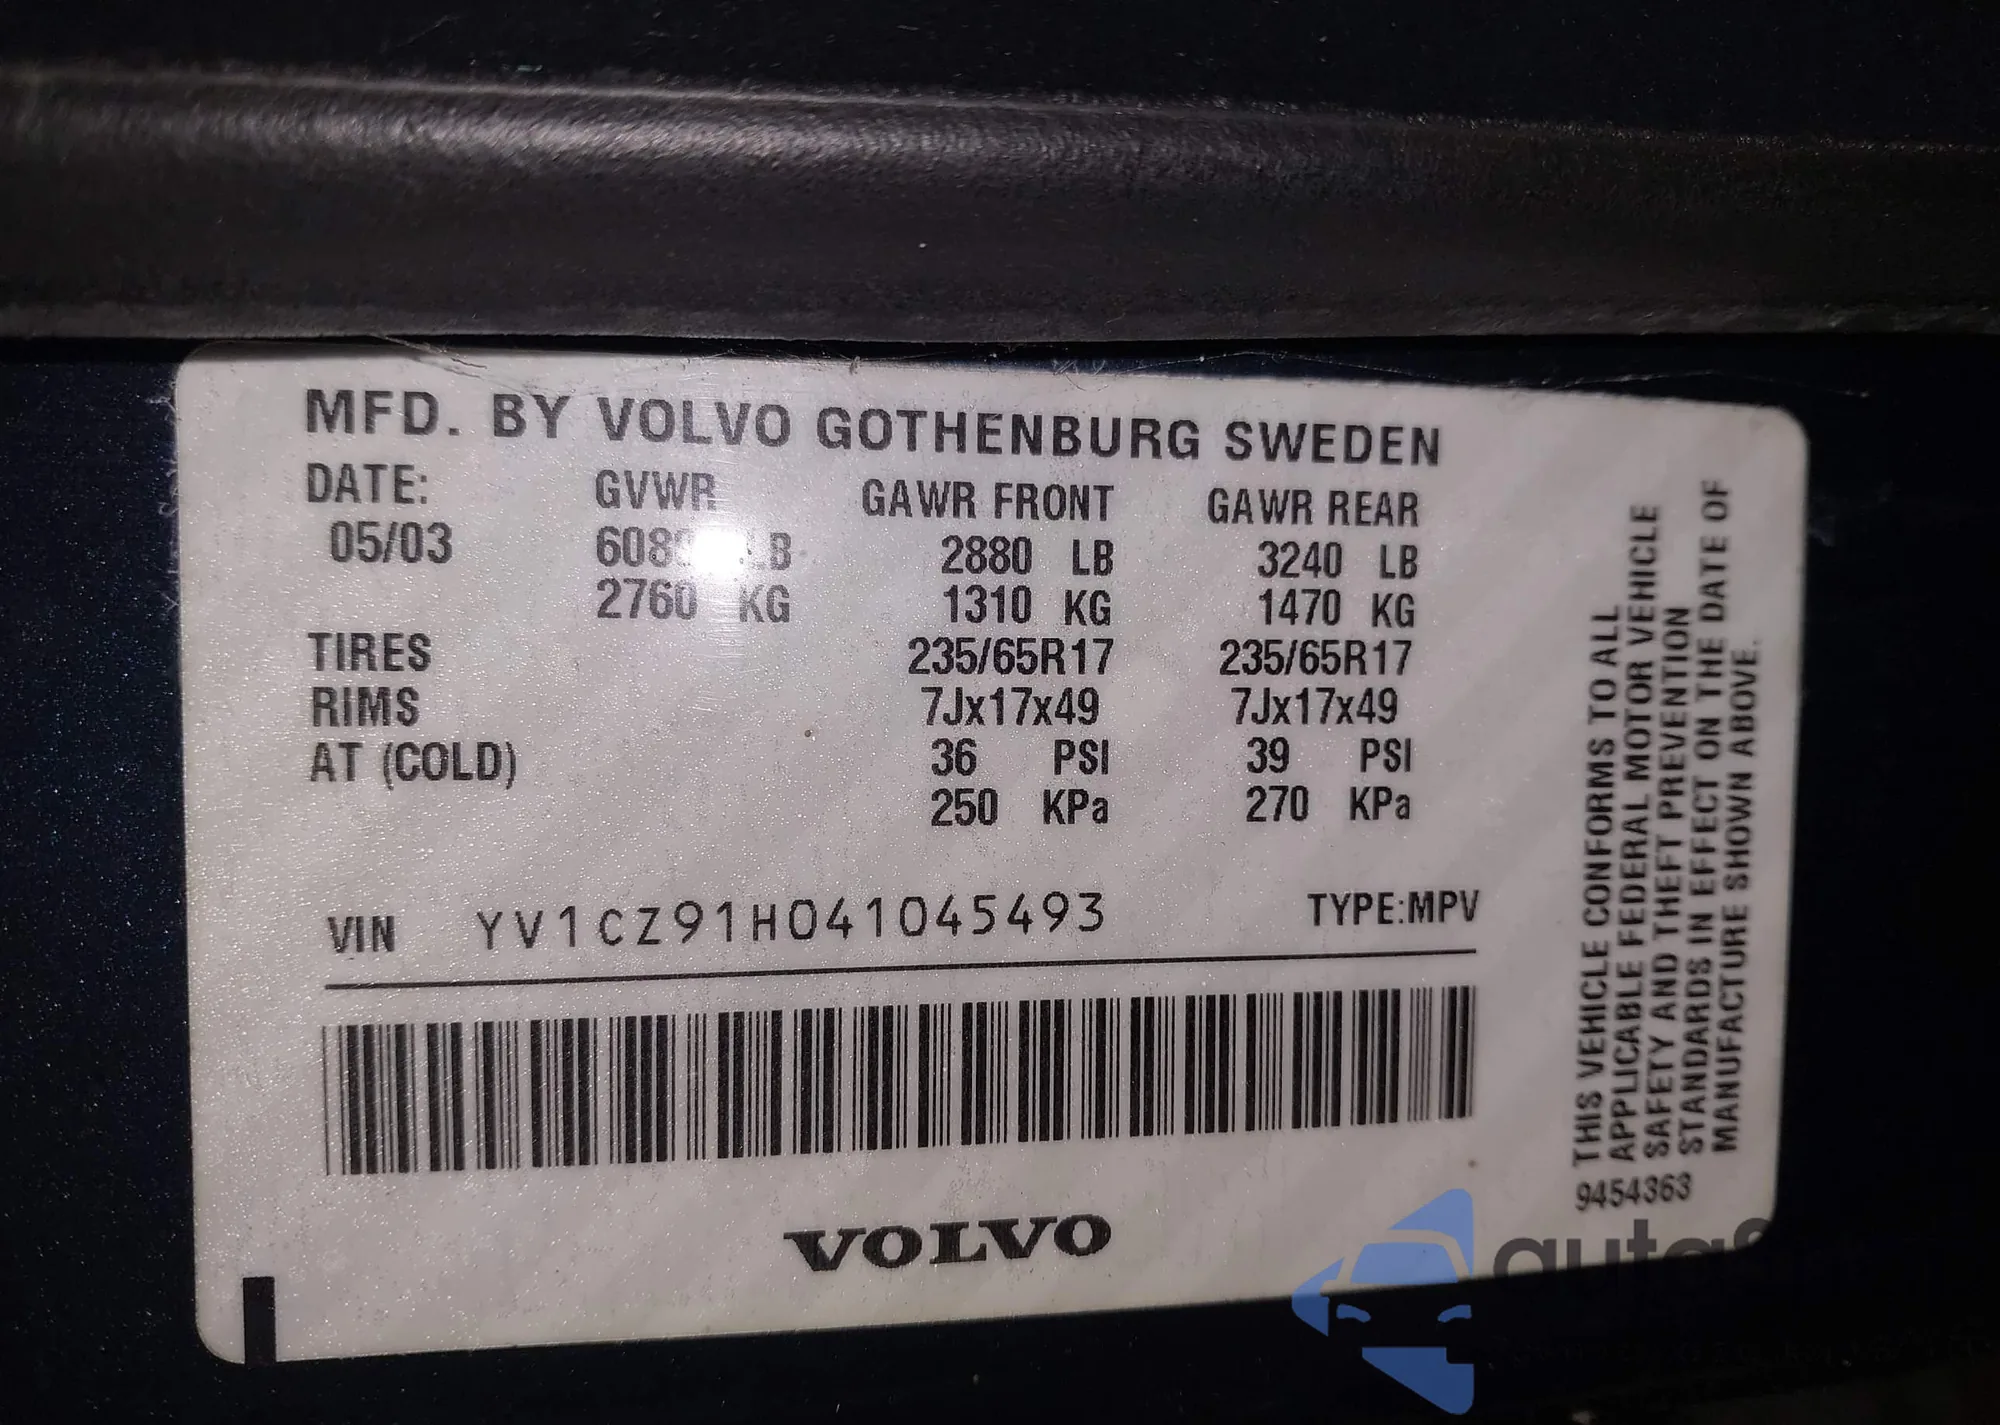 MFD. BY VOLVO GOTHENBURG SWEDEN
DATE: GVWR GAWR FRONT GAWR REAR
05/03 LB 2880 LB 3240 LB
2760 KG 1310 KG 1470 KG
TIRES 235/65R17 235/65R17
RIMS 7Jx17x49 7Jx17x49
AT (COLD) 36 PSI 39 PSI
250 KPa 270 KPa
VIN YV1CZ91H041045493 TYPE:MPV
VOLVO
THIS VEHICLE CONFORMS TO ALL
APPLICABLE FEDERAL MOTOR VEHICLE
SAFETY AND THEFT PREVENTION
STANDARDS IN EFFECT ON THE DATE OF
MANUFACTURE SHOWN ABOVE.
9454363